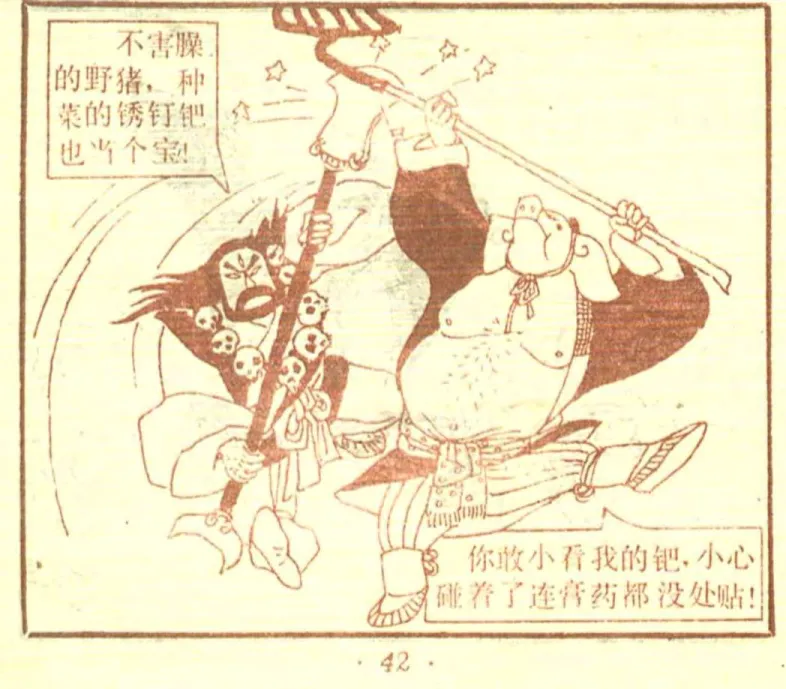 不害臊
的野猪，种
菜的锈钉钯
也当个宝！
你敢小看我的钯，小心
碰着了连膏药都没处贴！
·42·